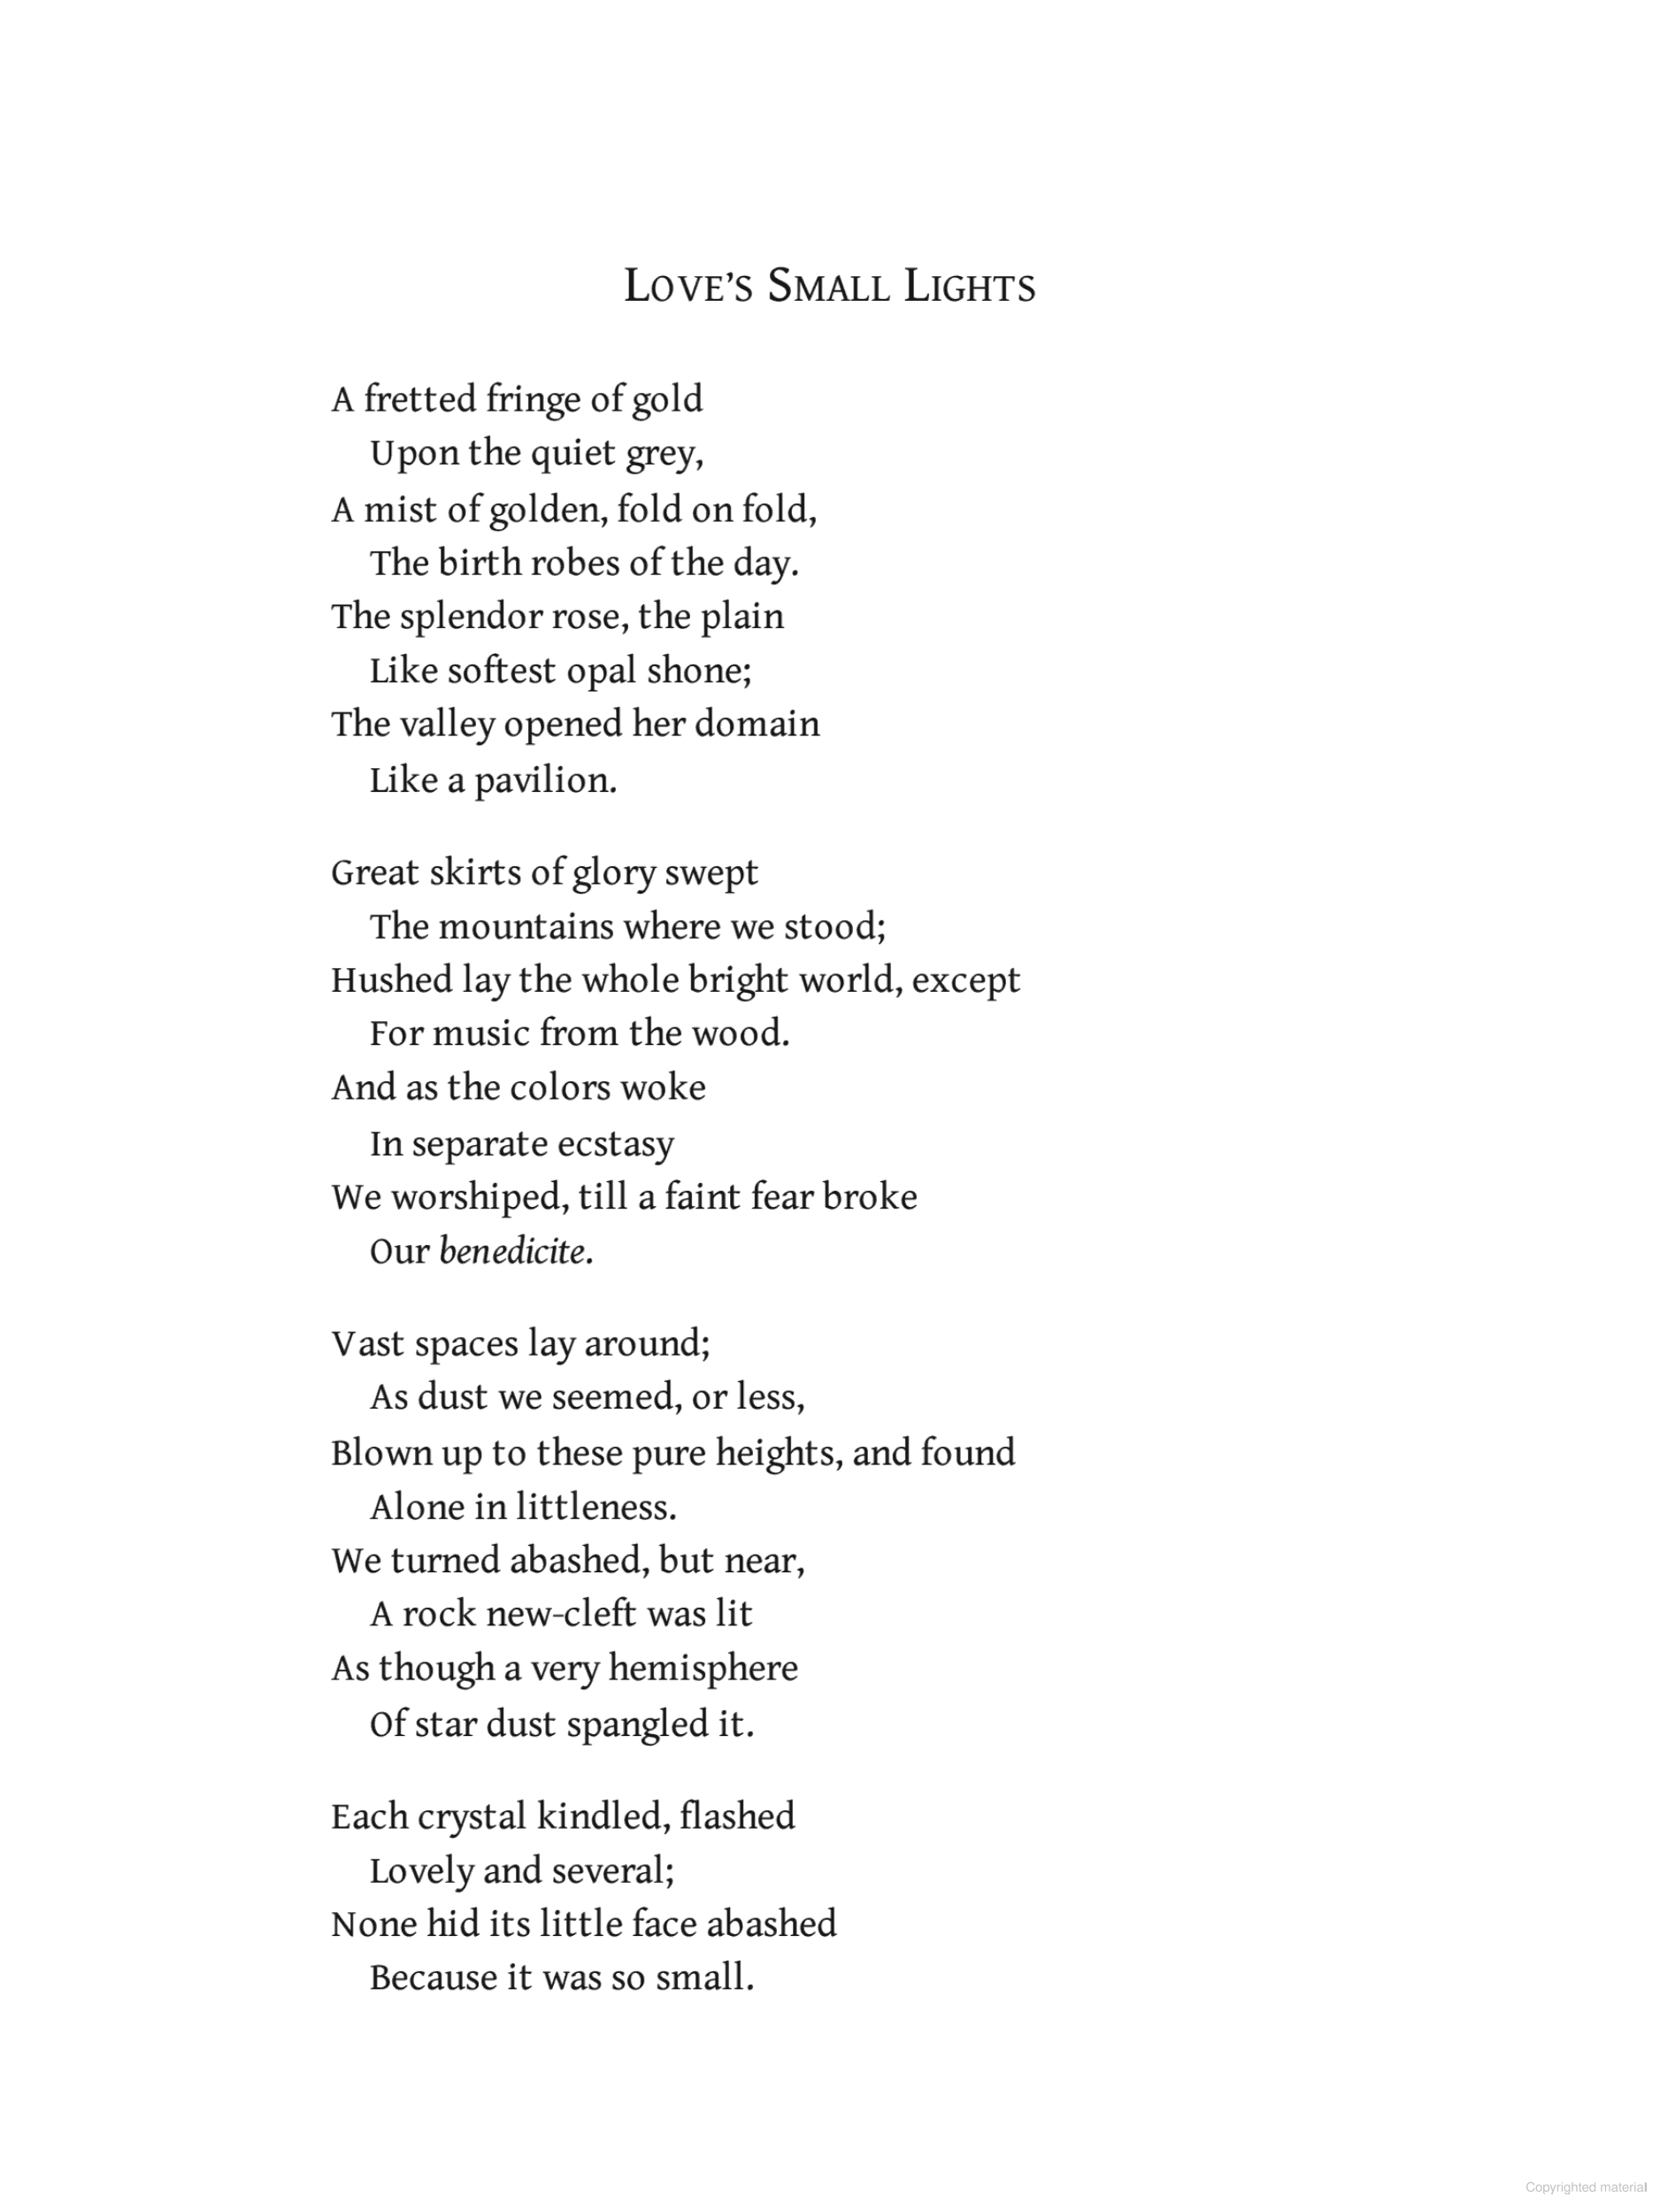 LOVE’S SMALL LIGHTS
A fretted fringe of gold
Upon the quiet grey,
A mist of golden, fold on fold,
The birth robes of the day.
The splendor rose, the plain
Like softest opal shone;
The valley opened her domain
Like a pavilion.
Great skirts of glory swept
The mountains where we stood;
Hushed lay the whole bright world, except
For music from the wood.
And as the colors woke
In separate ecstasy
We worshiped, till a faint fear broke
Our benedicite.
Vast spaces lay around;
As dust we seemed, or less,
Blown up to these pure heights, and found
Alone in littleness.
We turned abashed, but near,
A rock new-cleft was lit
As though a very hemisphere
Of star dust spangled it.
Each crystal kindled, flashed
Lovely and several;
None hid its little face abashed
Because it was so small.
Copyrighted material